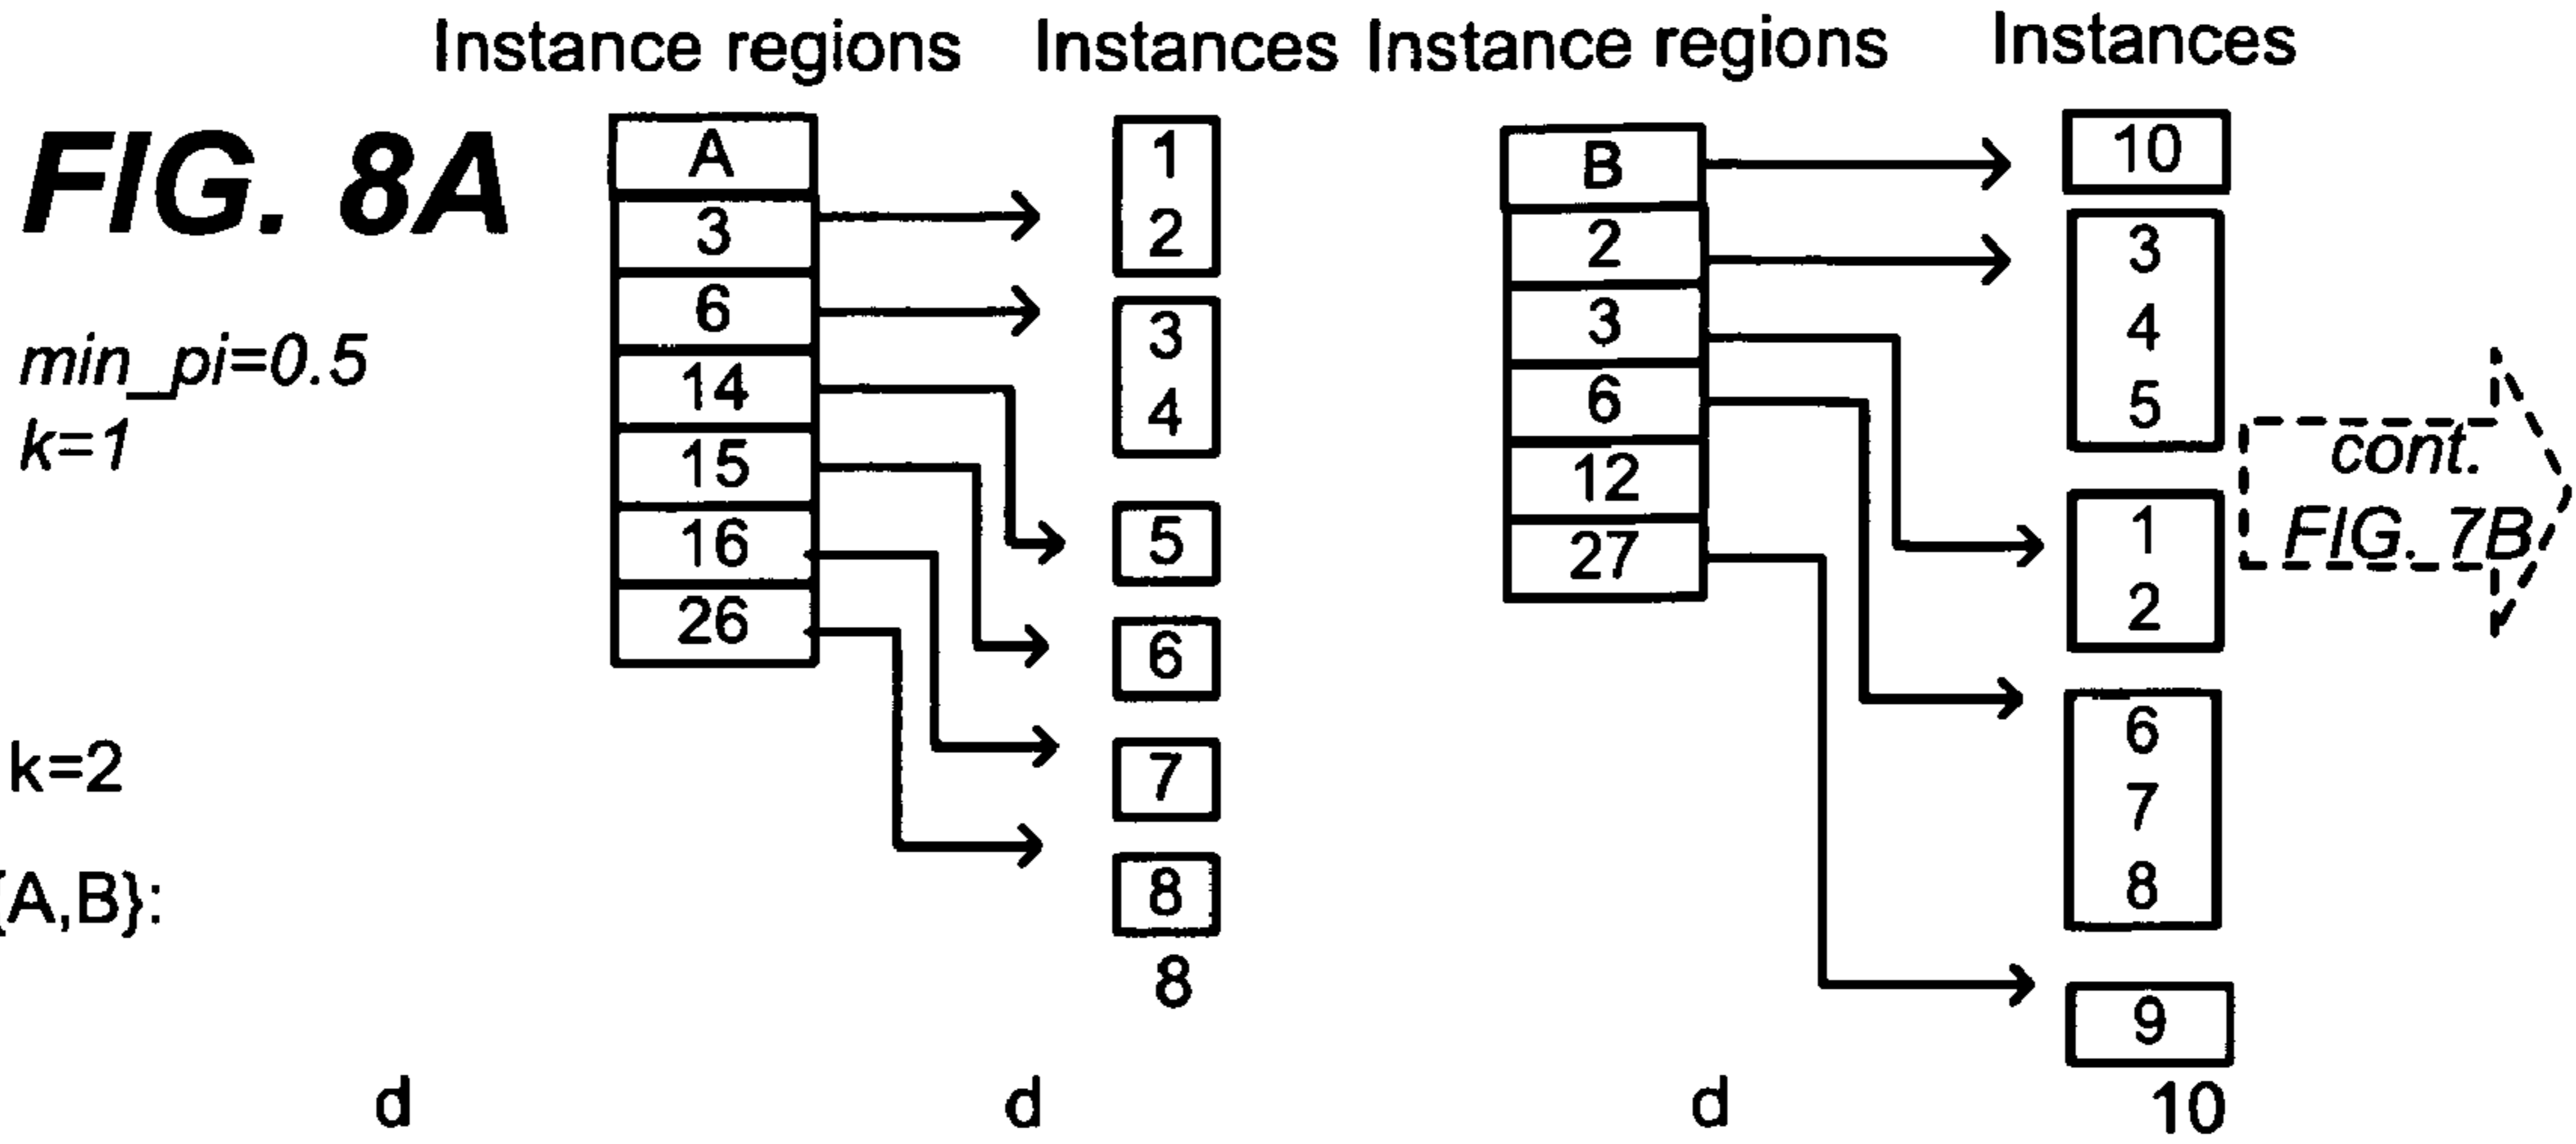 Instance regions Instances Instance regions Instances
FIG. 8A
min_pi=0.5
k=1
k=2
{A,B}:
A
3
6
14
15
16
26
1
2
3
4
5
6
7
8
8
B
2
3
6
12
27
10
3
4
5
1
2
6
7
8
9
10
cont.
FIG. 7B
d d d